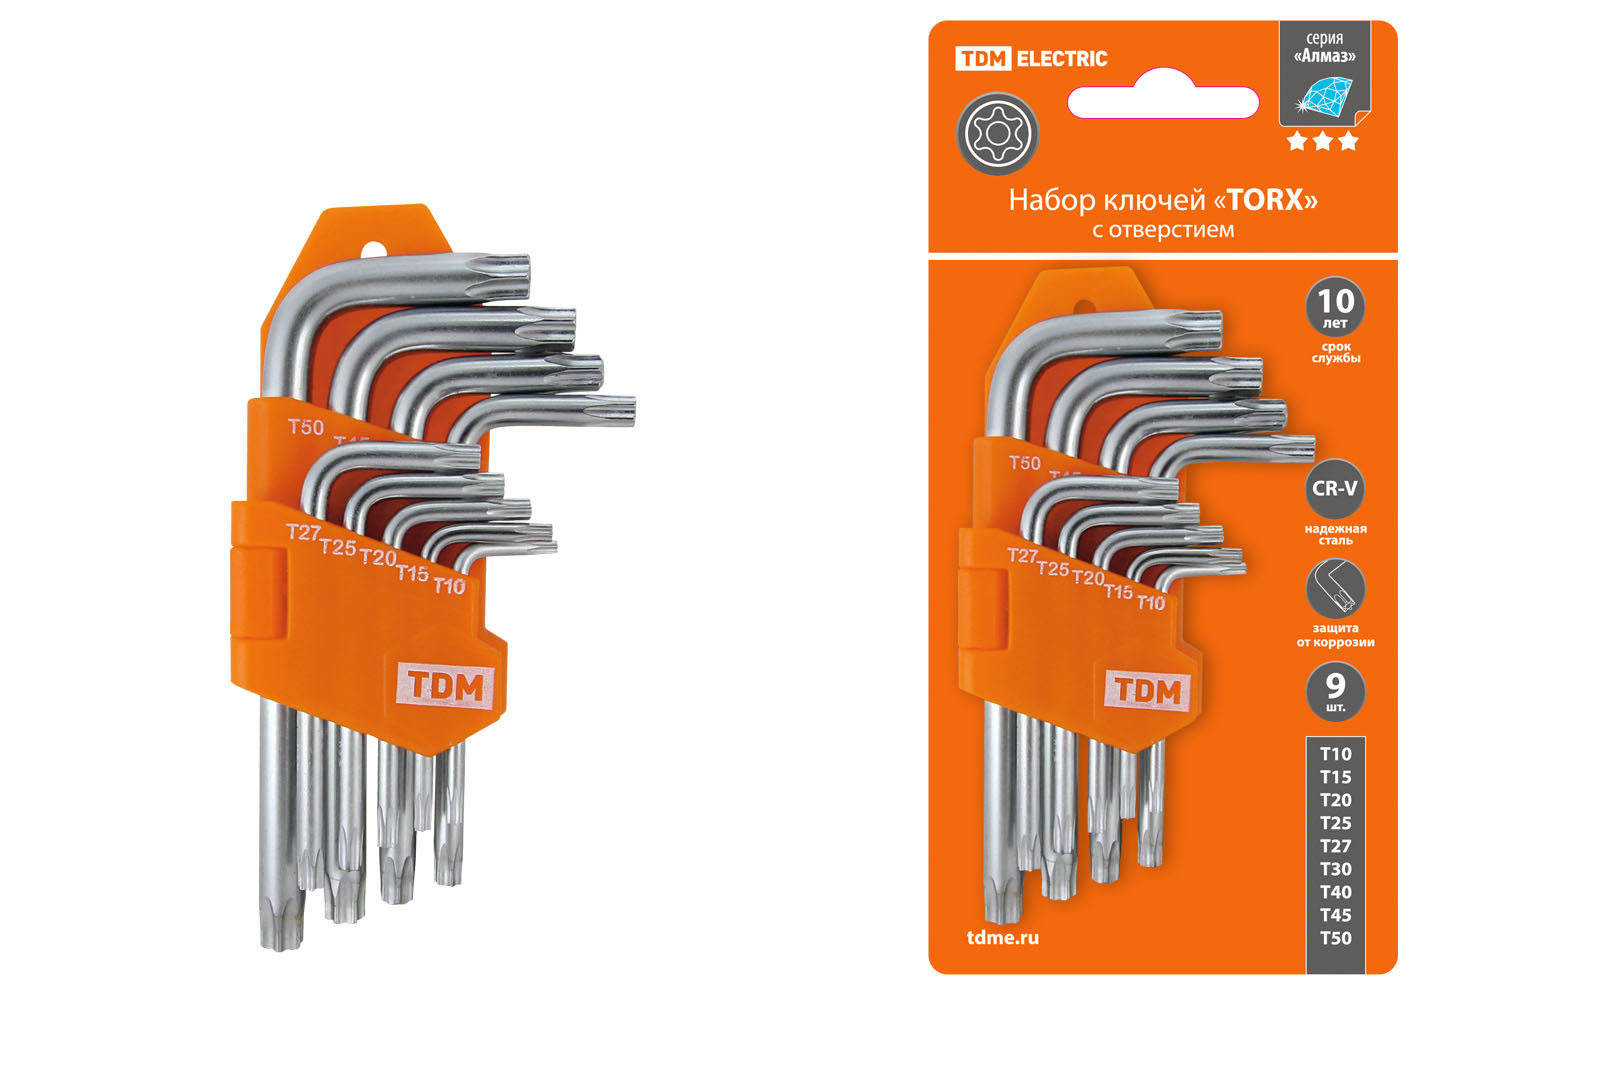 T50
T27
T25
T20
T15
T10
TDM
TDM ELECTRIC
серия
«Алмаз»
Набор ключей «TORX»
с отверстием
10
лет
срок
службы
T50
CR-V
надежная
сталь
T27
T25
T20
T15
T10
защита
от коррозии
TDM
9
шт.
T10
T15
T20
T25
T27
T30
T40
T45
T50
tdme.ru